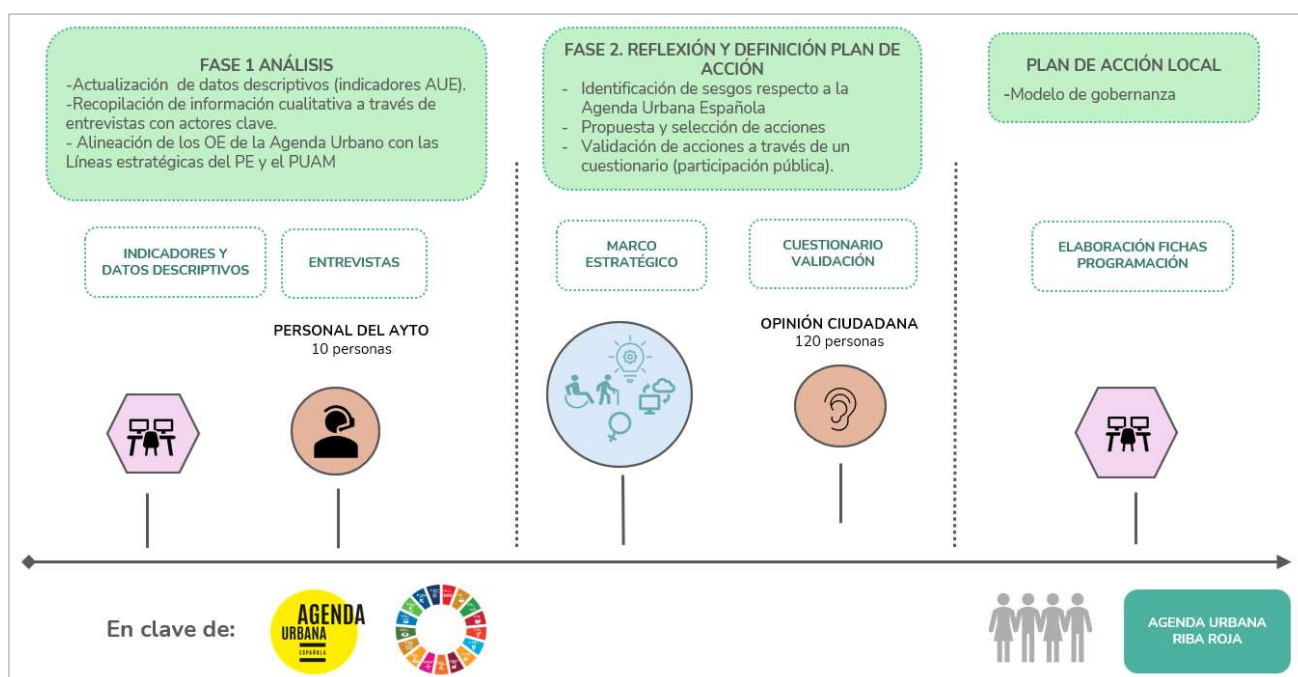 FASE 1 ANÁLISIS
-Actualización de datos descriptivos (indicadores AUE).
-Recopilación de información cualitativa a través de
entrevistas con actores clave.
- Alineación de los OE de la Agenda Urbano con las
Líneas estratégicas del PE y el PUAM
FASE 2. REFLEXIÓN Y DEFINICIÓN PLAN DE
ACCIÓN
- Identificación de sesgos respecto a la
Agenda Urbana Española
- Propuesta y selección de acciones
- Validación de acciones a través de un
cuestionario (participación pública).
PLAN DE ACCIÓN LOCAL
-Modelo de gobernanza
INDICADORES Y
DATOS DESCRIPTIVOS
ENTREVISTAS
MARCO
ESTRATÉGICO
CUESTIONARIO
VALIDACIÓN
ELABORACIÓN FICHAS
PROGRAMACIÓN
PERSONAL DEL AYTO
10 personas
OPINIÓN CIUDADANA
120 personas
En clave de:
AGENDA
URBANA
ESPAÑOLA
AGENDA URBANA
RIBA ROJA